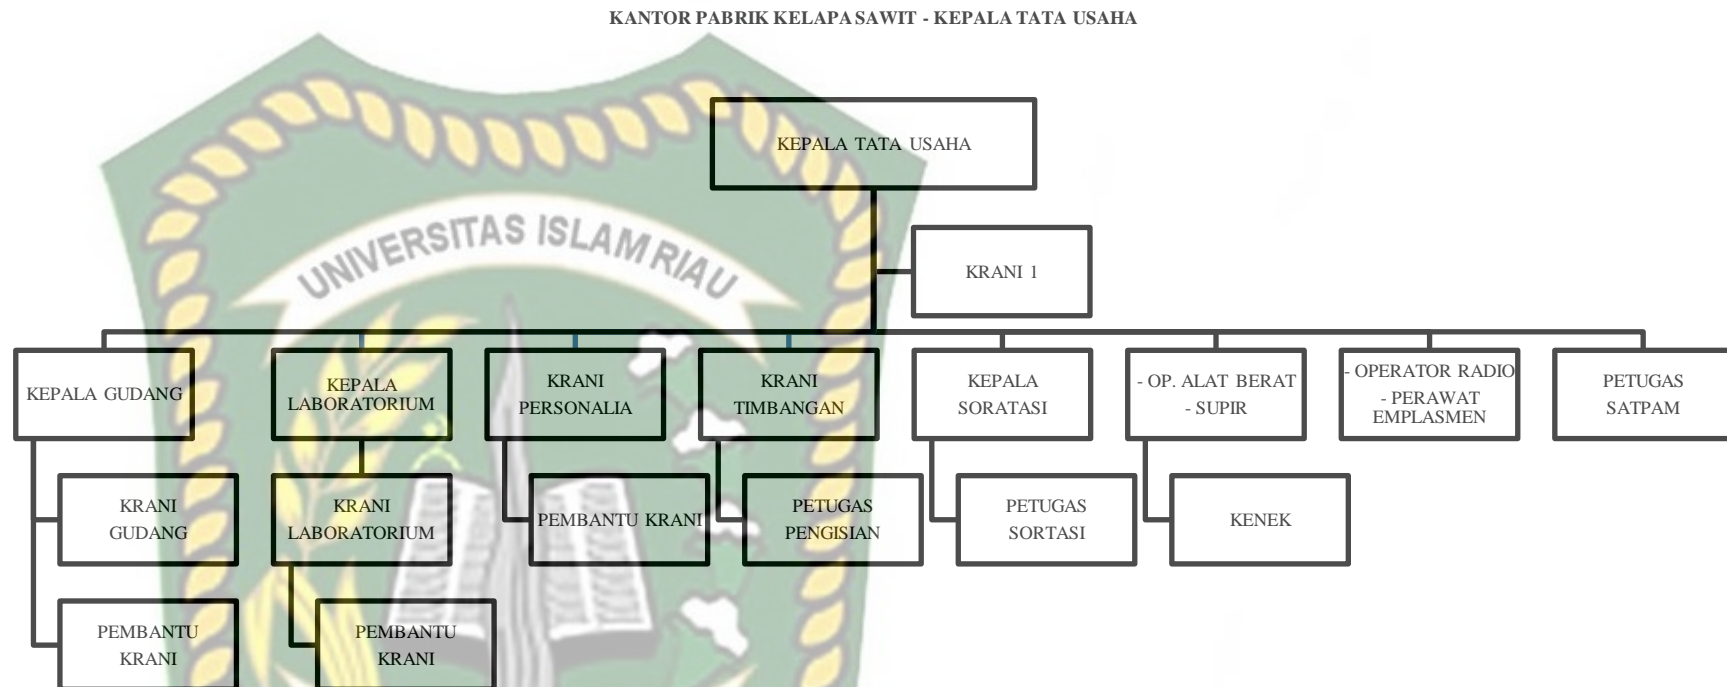 KANTOR PABRIK KELAPA SAWIT - KEPALA TATA USAHA
KEPALA TATA USAHA
UNIVERSITAS ISLAM RIAU
KRANI 1
KEPALA GUDANG
KEPALA
LABORATORIUM
KRANI
PERSONALIA
KRANI
TIMBANGAN
KEPALA
SORATASI
- OP. ALAT BERAT
- SUPIR
- OPERATOR RADIO
- PERAWAT
EMPLASMEN
PETUGAS
SATPAM
KRANI
GUDANG
KRANI
LABORATORIUM
PEMBANTU KRANI
PETUGAS
PENGISIAN
PETUGAS
SORTASI
KENEK
PEMBANTU
KRANI
PEMBANTU
KRANI